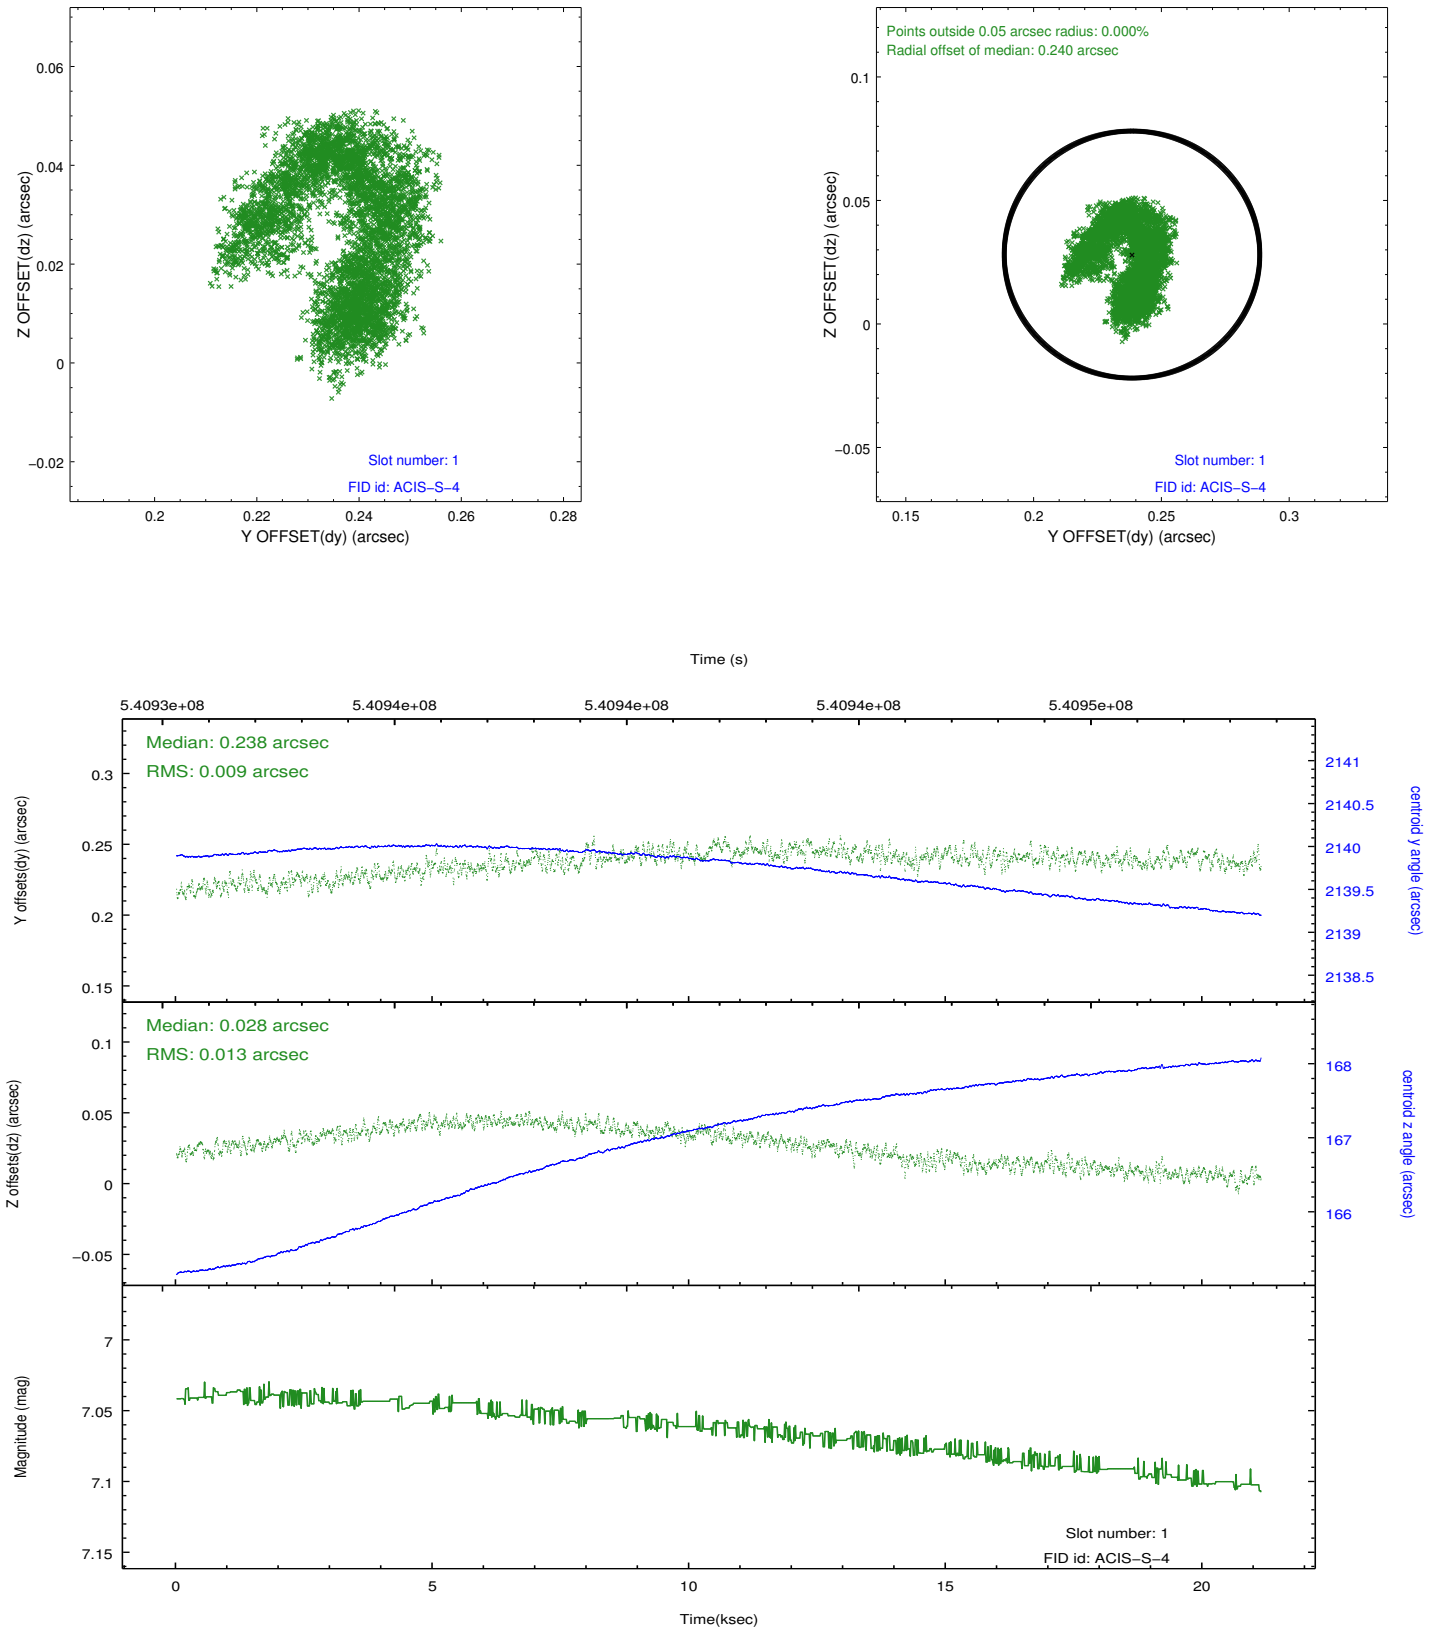 0.06
0.04
0.02
0
−0.02
Z OFFSET(dz) (arcsec)
Slot number: 1
FID id: ACIS−S−4
0.2
0.22
0.24
0.26
0.28
Y OFFSET(dy) (arcsec)
Points outside 0.05 arcsec radius: 0.000%
Radial offset of median: 0.240 arcsec
0.1
0.05
0
−0.05
Z OFFSET(dz) (arcsec)
Slot number: 1
FID id: ACIS−S−4
0.15
0.2
0.25
0.3
Y OFFSET(dy) (arcsec)
Time (s)
5.4093e+08
5.4094e+08
5.4094e+08
5.4094e+08
5.4095e+08
Median: 0.238 arcsec
RMS: 0.009 arcsec
0.3
0.25
0.2
0.15
Y offsets(dy) (arcsec)
2141
2140.5
2140
2139.5
2139
2138.5
centroid y angle (arcsec)
Median: 0.028 arcsec
RMS: 0.013 arcsec
0.1
0.05
0
−0.05
Z offsets(dz) (arcsec)
168
167
166
centroid z angle (arcsec)
7
7.05
7.1
7.15
Magnitude (mag)
Slot number: 1
FID id: ACIS−S−4
0
5
10
15
20
Time(ksec)